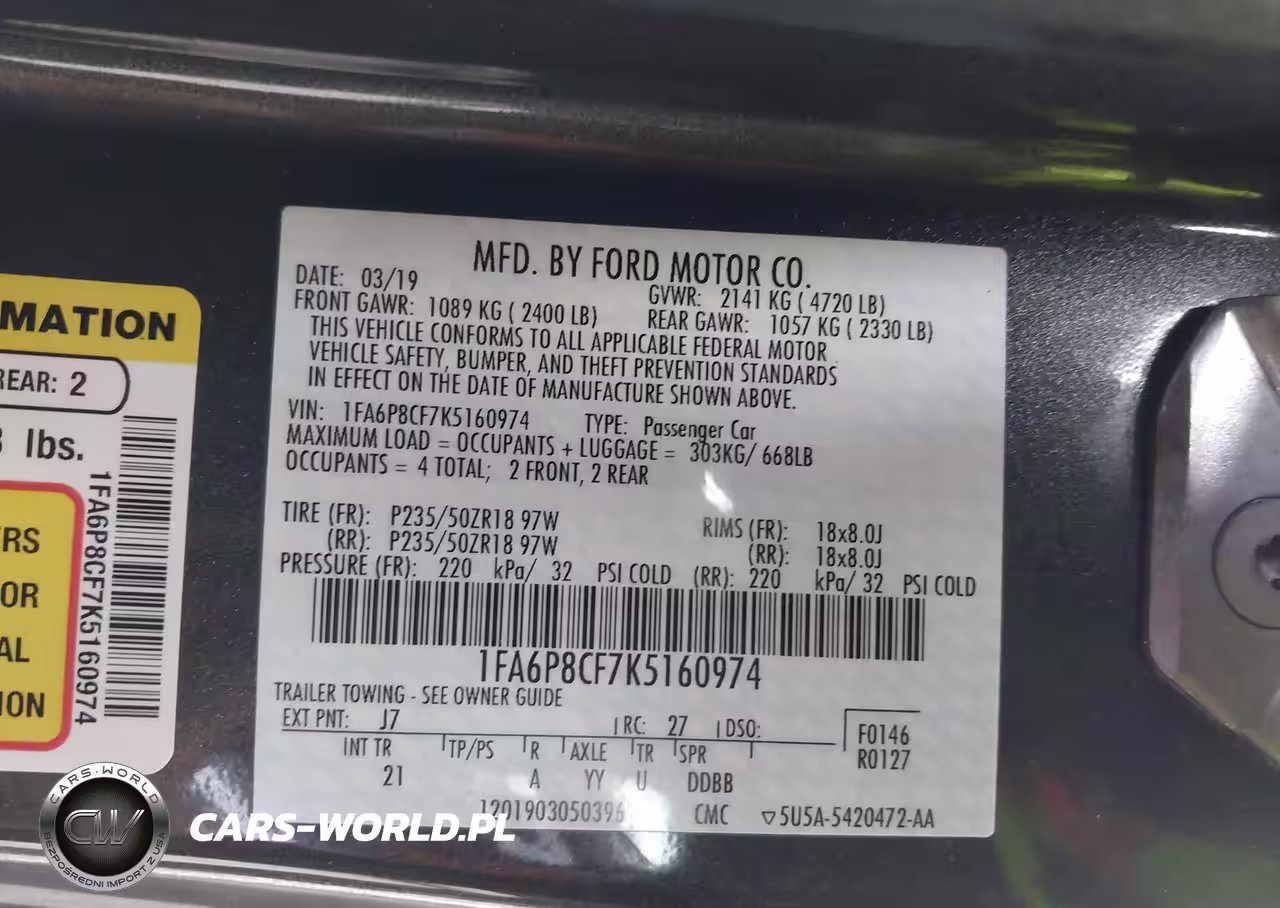 MATION
REAR: 2
lbs.
1FA6P8CF7K5160974
RS
OR
AL
ION
MFD. BY FORD MOTOR CO.
DATE: 03/19 GVWR: 2141 KG ( 4720 LB)
FRONT GAWR: 1089 KG ( 2400 LB) REAR GAWR: 1057 KG ( 2330 LB)
THIS VEHICLE CONFORMS TO ALL APPLICABLE FEDERAL MOTOR
VEHICLE SAFETY, BUMPER, AND THEFT PREVENTION STANDARDS
IN EFFECT ON THE DATE OF MANUFACTURE SHOWN ABOVE.
VIN: 1FA6P8CF7K5160974 TYPE: Passenger Car
MAXIMUM LOAD = OCCUPANTS + LUGGAGE = 303KG/ 668LB
OCCUPANTS = 4 TOTAL; 2 FRONT, 2 REAR
TIRE (FR): P235/50ZR18 97W RIMS (FR): 18x8.0J
(RR): P235/50ZR18 97W (RR): 18x8.0J
PRESSURE (FR): 220 kPa/ 32 PSI COLD (RR): 220 kPa/ 32 PSI COLD
1FA6P8CF7K5160974
TRAILER TOWING - SEE OWNER GUIDE
EXT PNT: J7 RC: 27 DSO: F0146
R0127
INT TR TP/PS R AXLE TR SPR
21 A YY U DDBB
1201903050396 CMC ▽5U5A-5420472-AA
CARS-WORLD
CW
BEZPOŚREDNI IMPORT Z USA
CARS-WORLD.PL